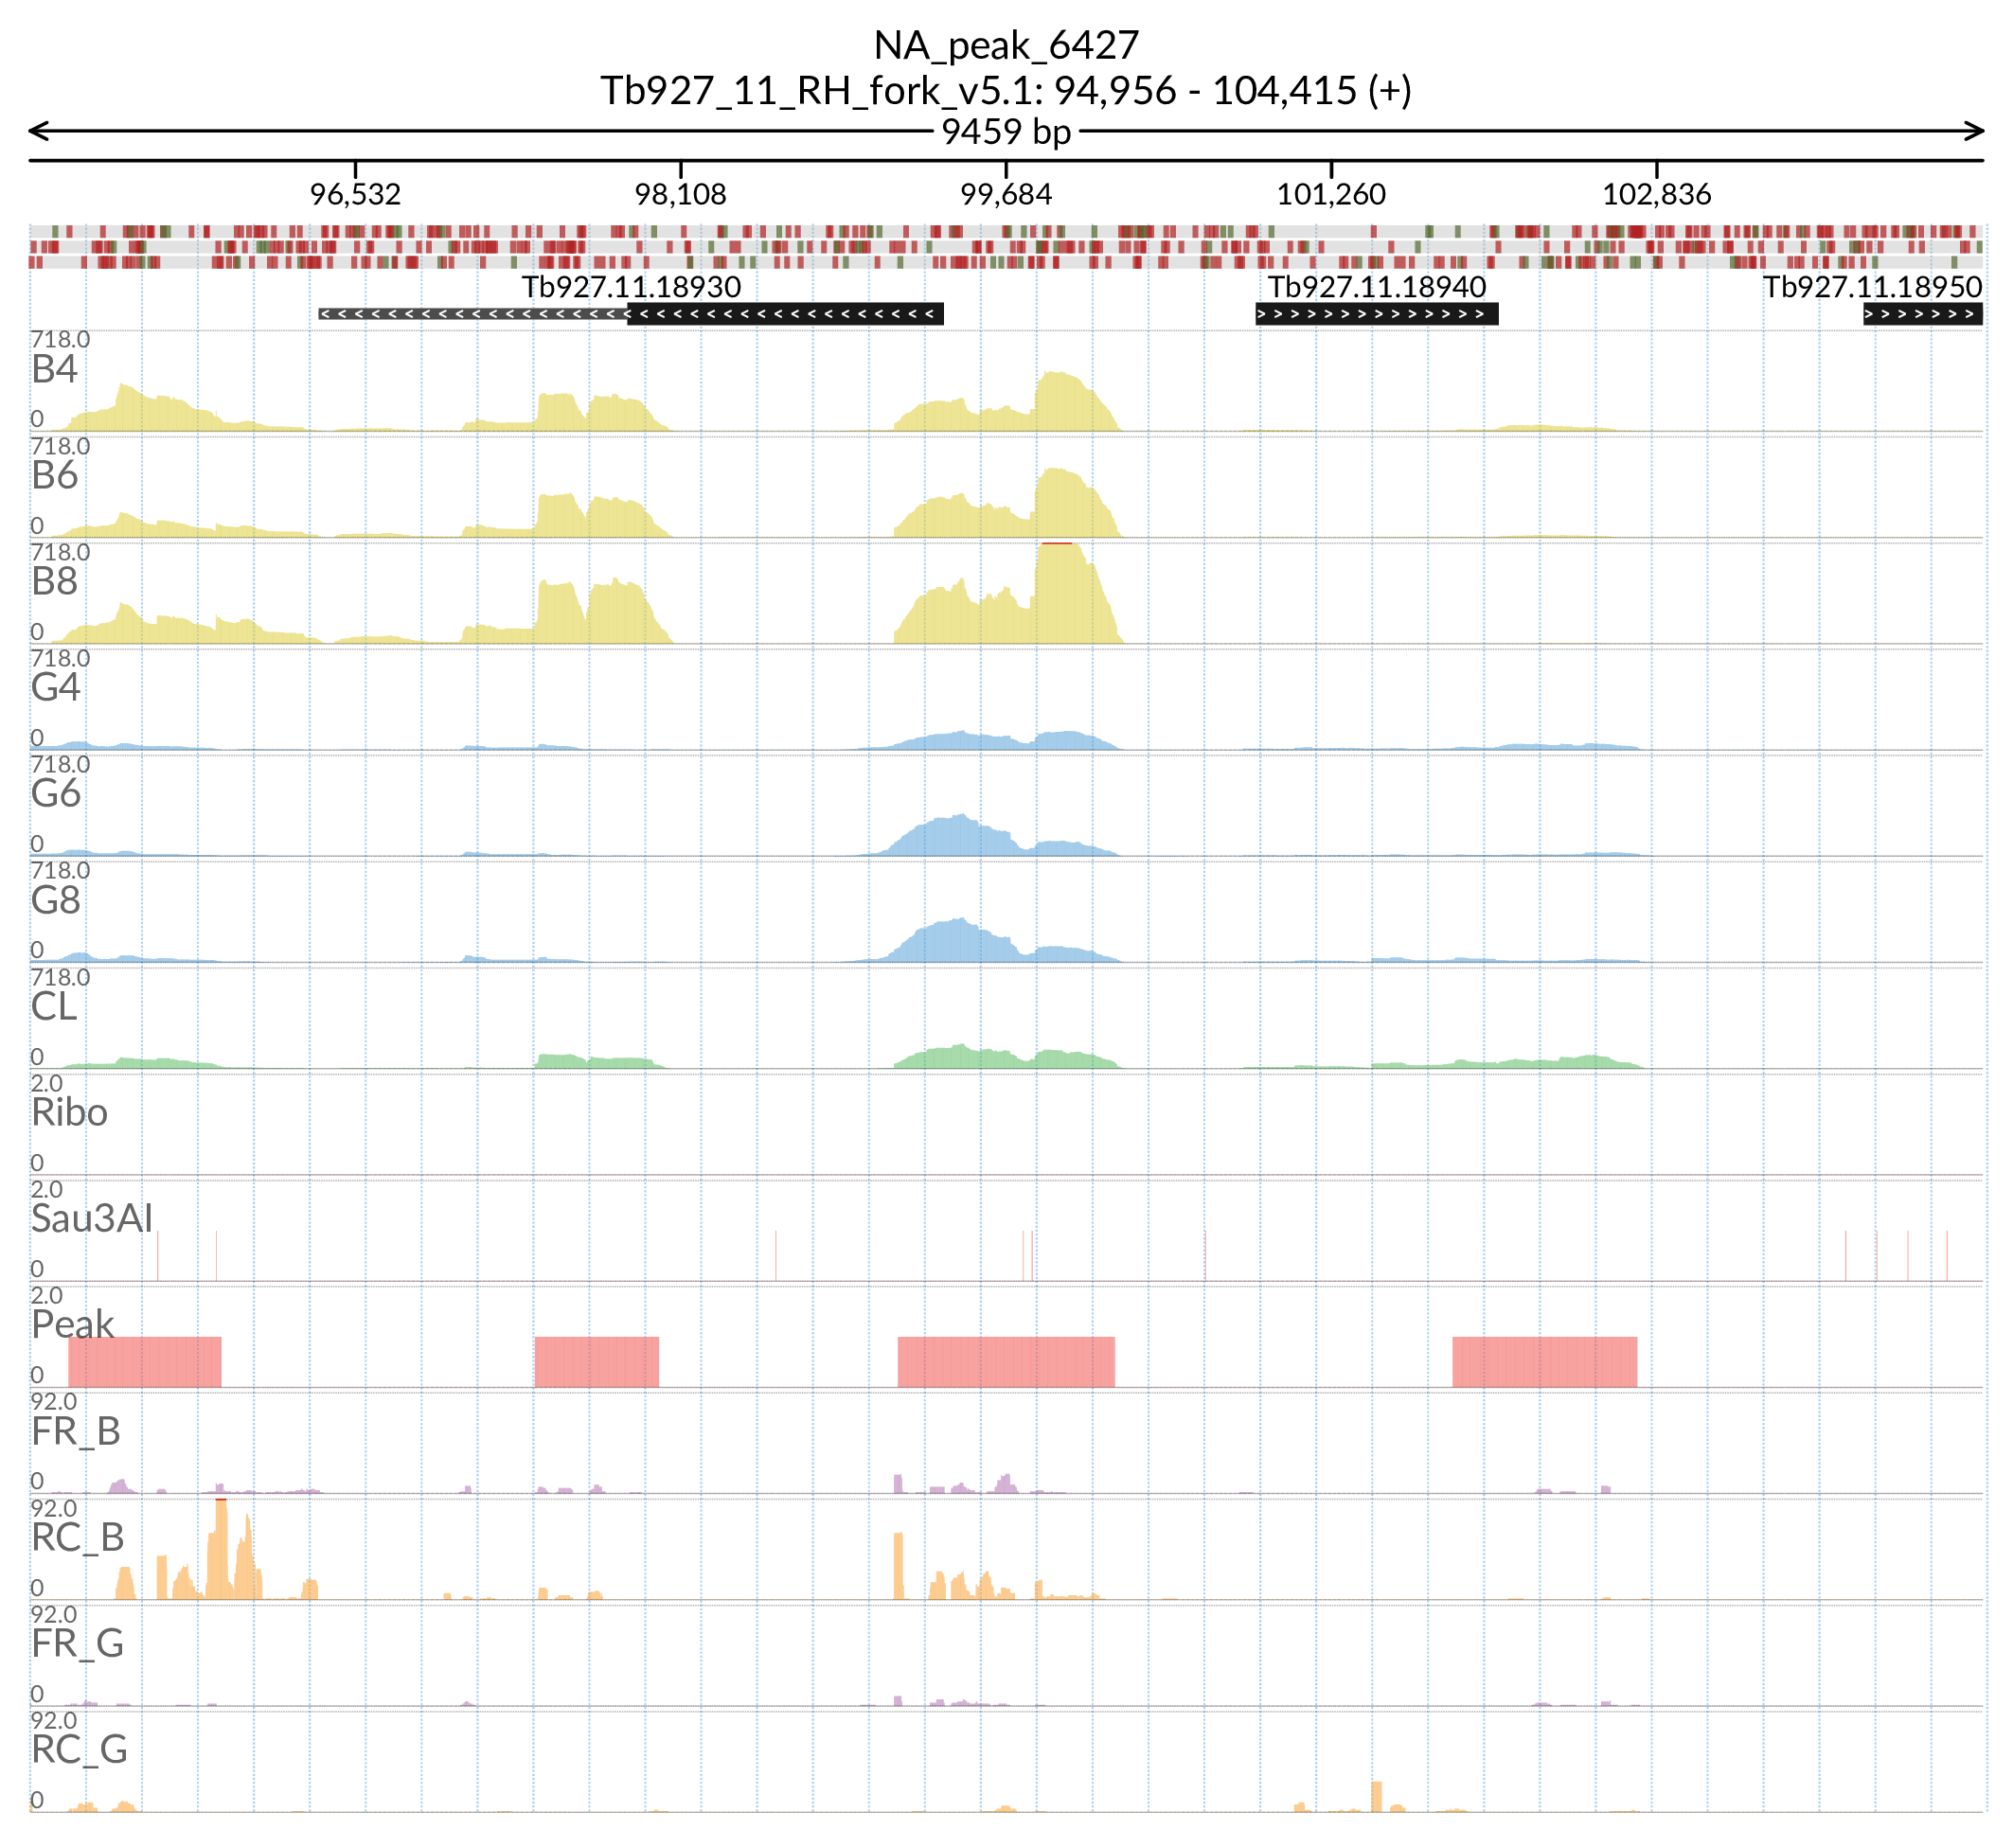 NA_peak_6427
Tb927_11_RH_fork_v5.1: 94,956 - 104,415 (+)
9459 bp
96,532 98,108 99,684 101,260 102,836
Tb927.11.18930 Tb927.11.18940 Tb927.11.18950
718.0
B4
0
718.0
B6
0
718.0
B8
0
718.0
G4
0
718.0
G6
0
718.0
G8
0
718.0
CL
0
2.0
Ribo
0
2.0
Sau3AI
0
2.0
Peak
0
92.0
FR_B
0
92.0
RC_B
0
92.0
FR_G
0
92.0
RC_G
0